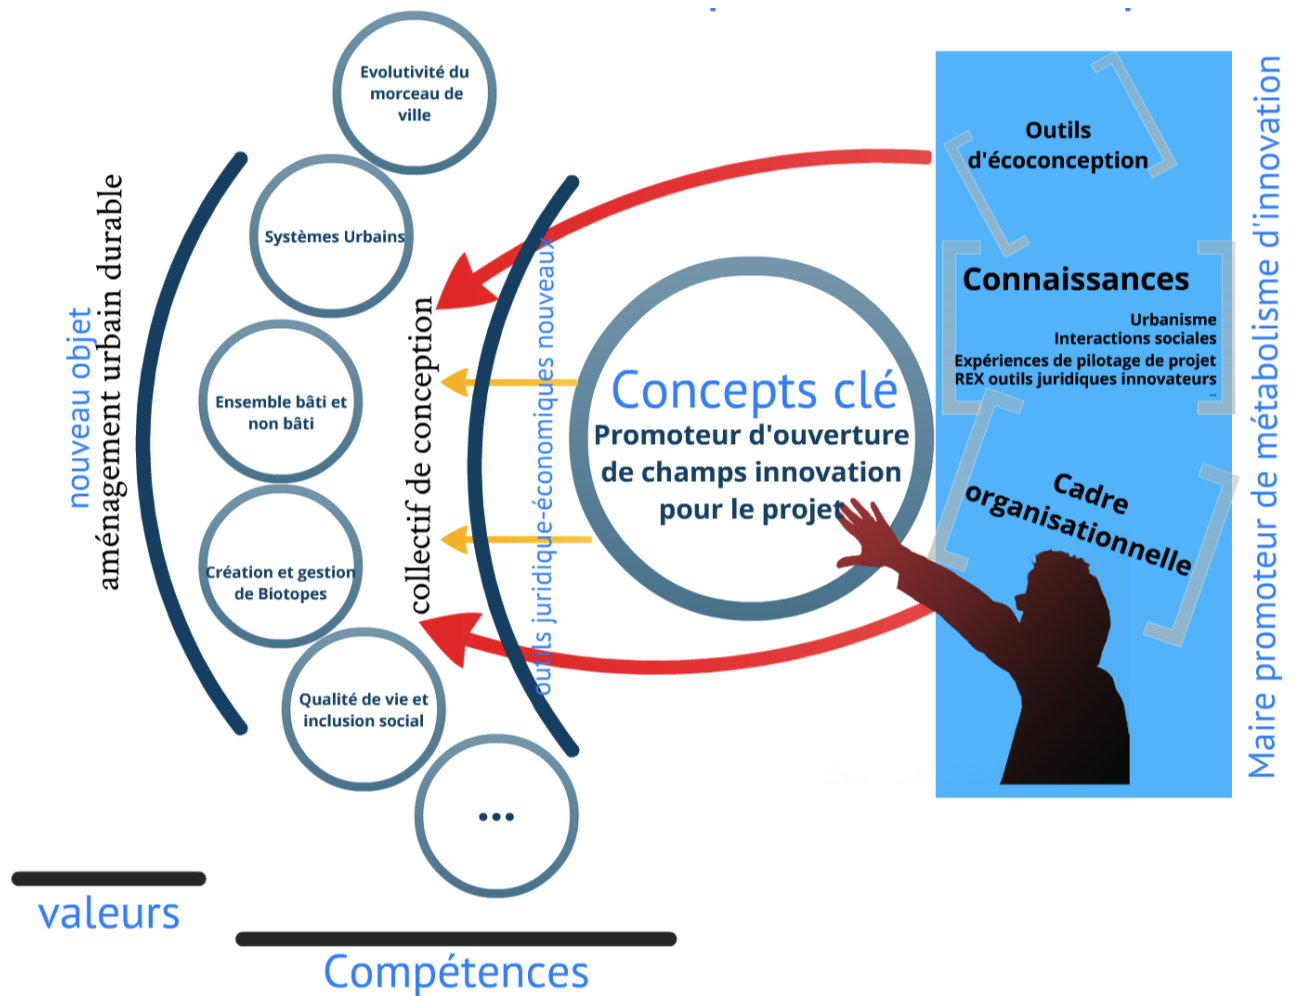 Evolutivité du
morceau de
ville
Systèmes Urbains
Ensemble bâti et
non bâti
Création et gestion
de Biotopes
Qualité de vie et
inclusion social
...
nouveau objet
aménagement urbain durable
collectif de conception
outils juridique-économiques nouveaux
Concepts clé
Promoteur d'ouverture
de champs innovation
pour le projet
Outils
d'écoconception
Connaissances
Urbanisme
Interactions sociales
Expériences de pilotage de projet
REX outils juridiques innovateurs
...
Cadre
organisationnelle
Maire promoteur de métabolisme d'innovation
valeurs
Compétences